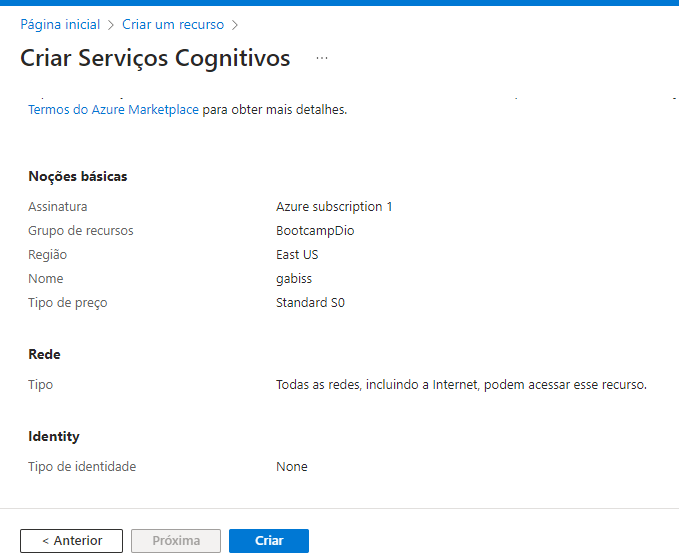 Página inicial > Criar um recurso >
Criar Serviços Cognitivos ...
Termos do Azure Marketplace para obter mais detalhes.
Noções básicas
Assinatura Azure subscription 1
Grupo de recursos BootcampDio
Região East US
Nome gabiss
Tipo de preço Standard S0
Rede
Tipo Todas as redes, incluindo a Internet, podem acessar esse recurso.
Identity
Tipo de identidade None
< Anterior Próxima Criar